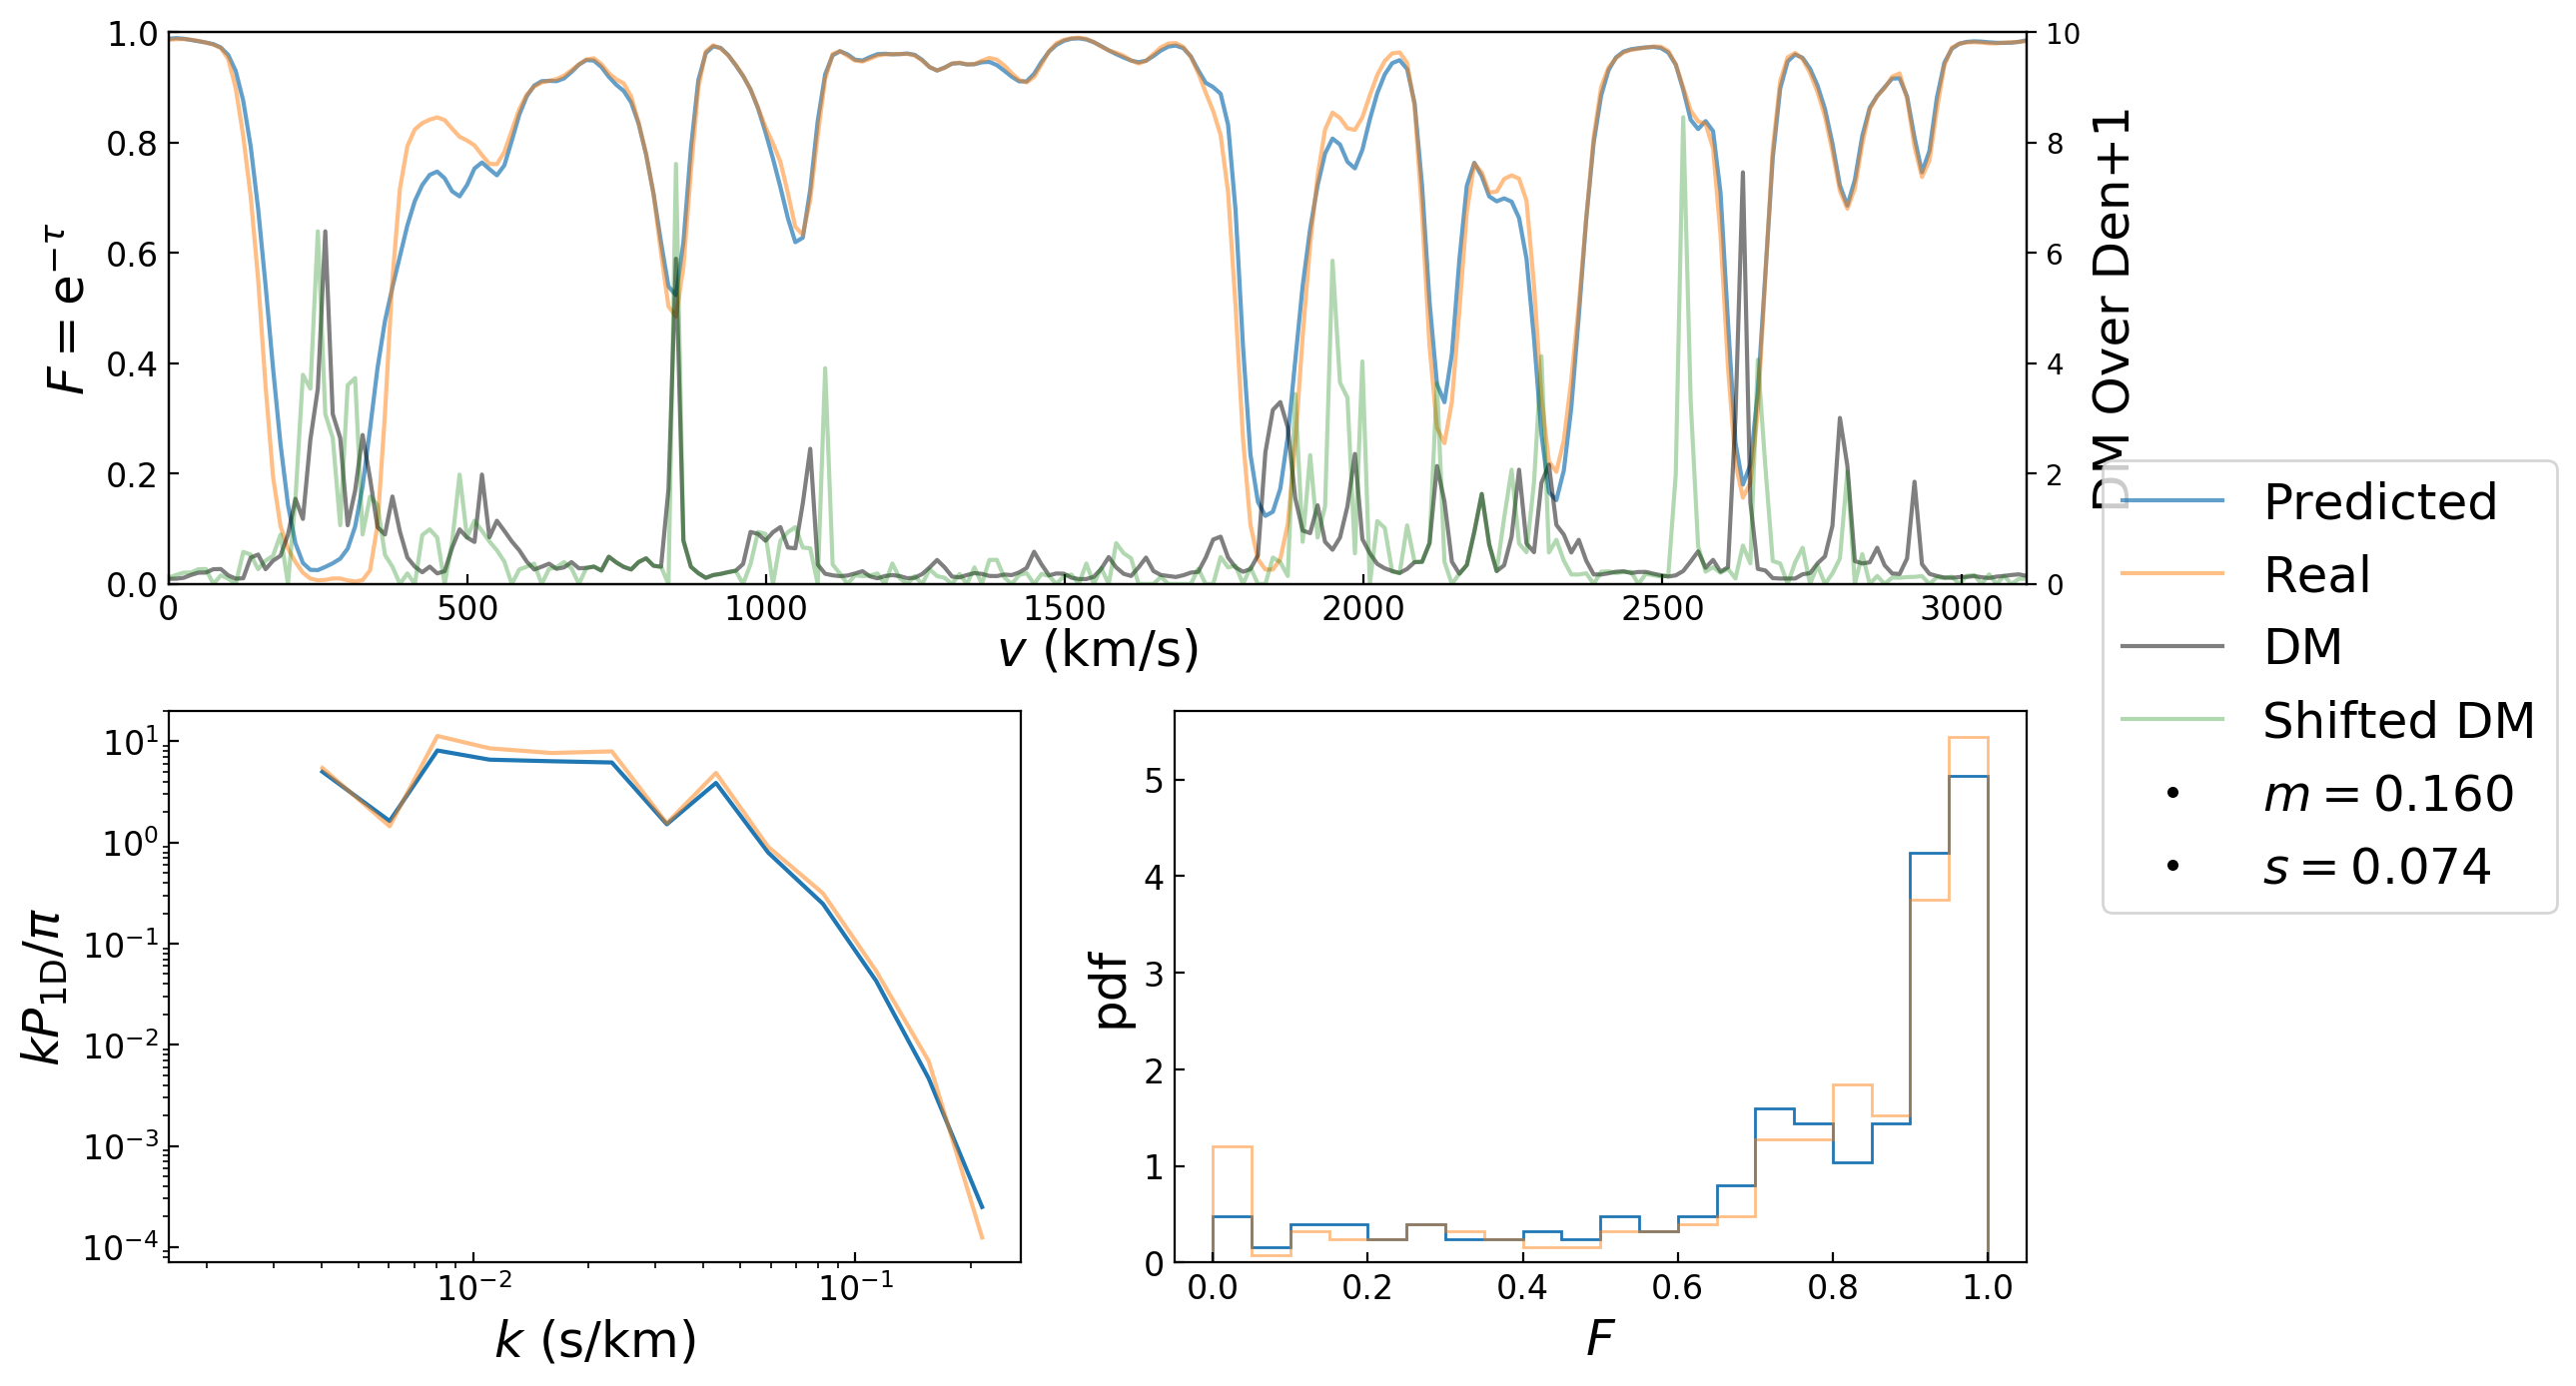 1.0
0.8
0.6
0.4
0.2
0.0
F = e^{−τ}
10
8
6
4
2
0
DM Over Den+1
0 500 1000 1500 2000 2500 3000
v (km/s)
Predicted
Real
DM
Shifted DM
m = 0.160
s = 0.074
10^1
10^0
10^{−1}
10^{−2}
10^{−3}
10^{−4}
kP_{1D}/π
10^{−2} 10^{−1}
k (s/km)
5
4
3
2
1
0
pdf
0.0 0.2 0.4 0.6 0.8 1.0
F